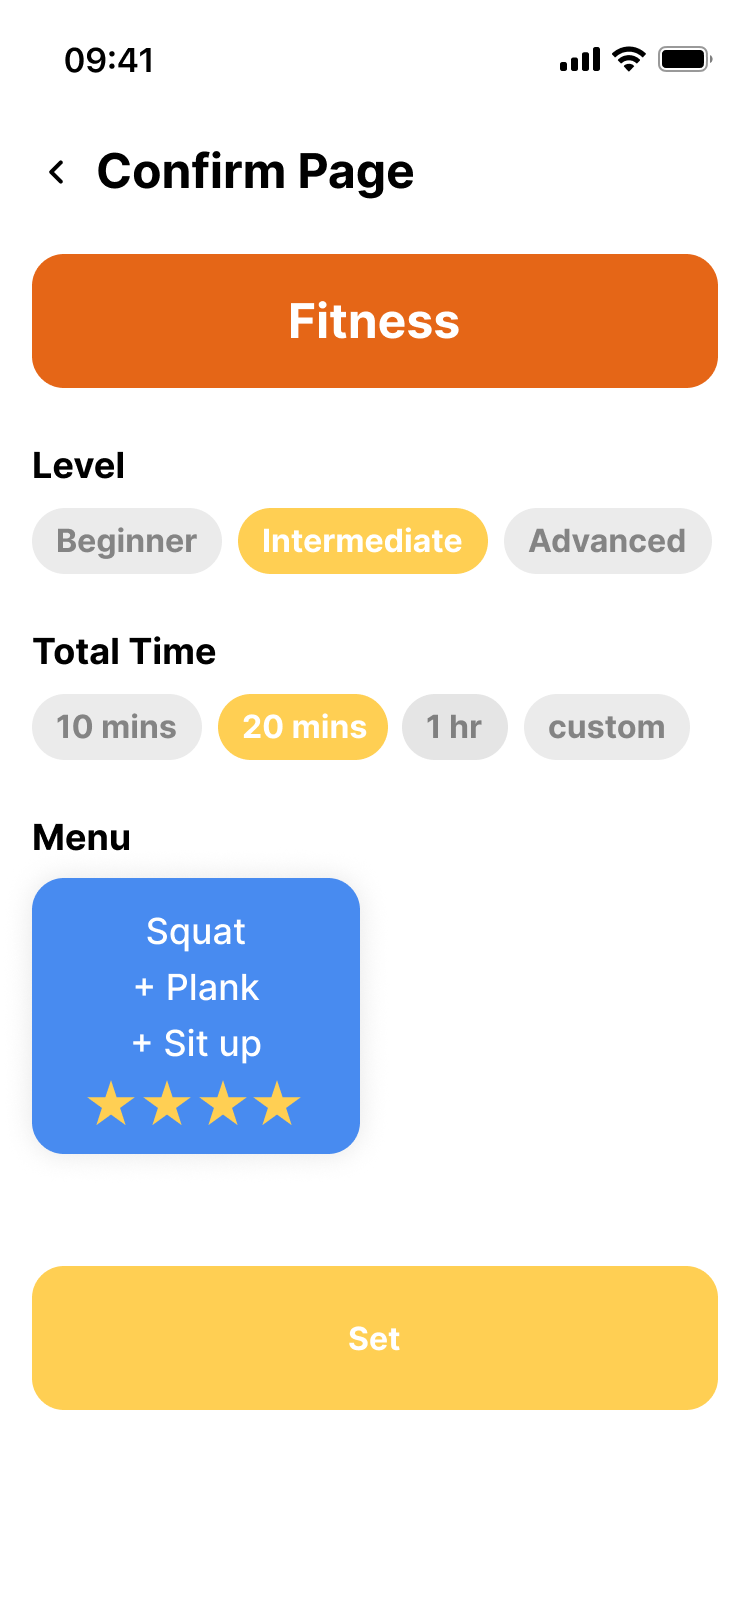 09:41
Confirm Page
Fitness
Level
Beginner Intermediate Advanced
Total Time
10 mins 20 mins 1 hr custom
Menu
Squat
+ Plank
+ Sit up
Set